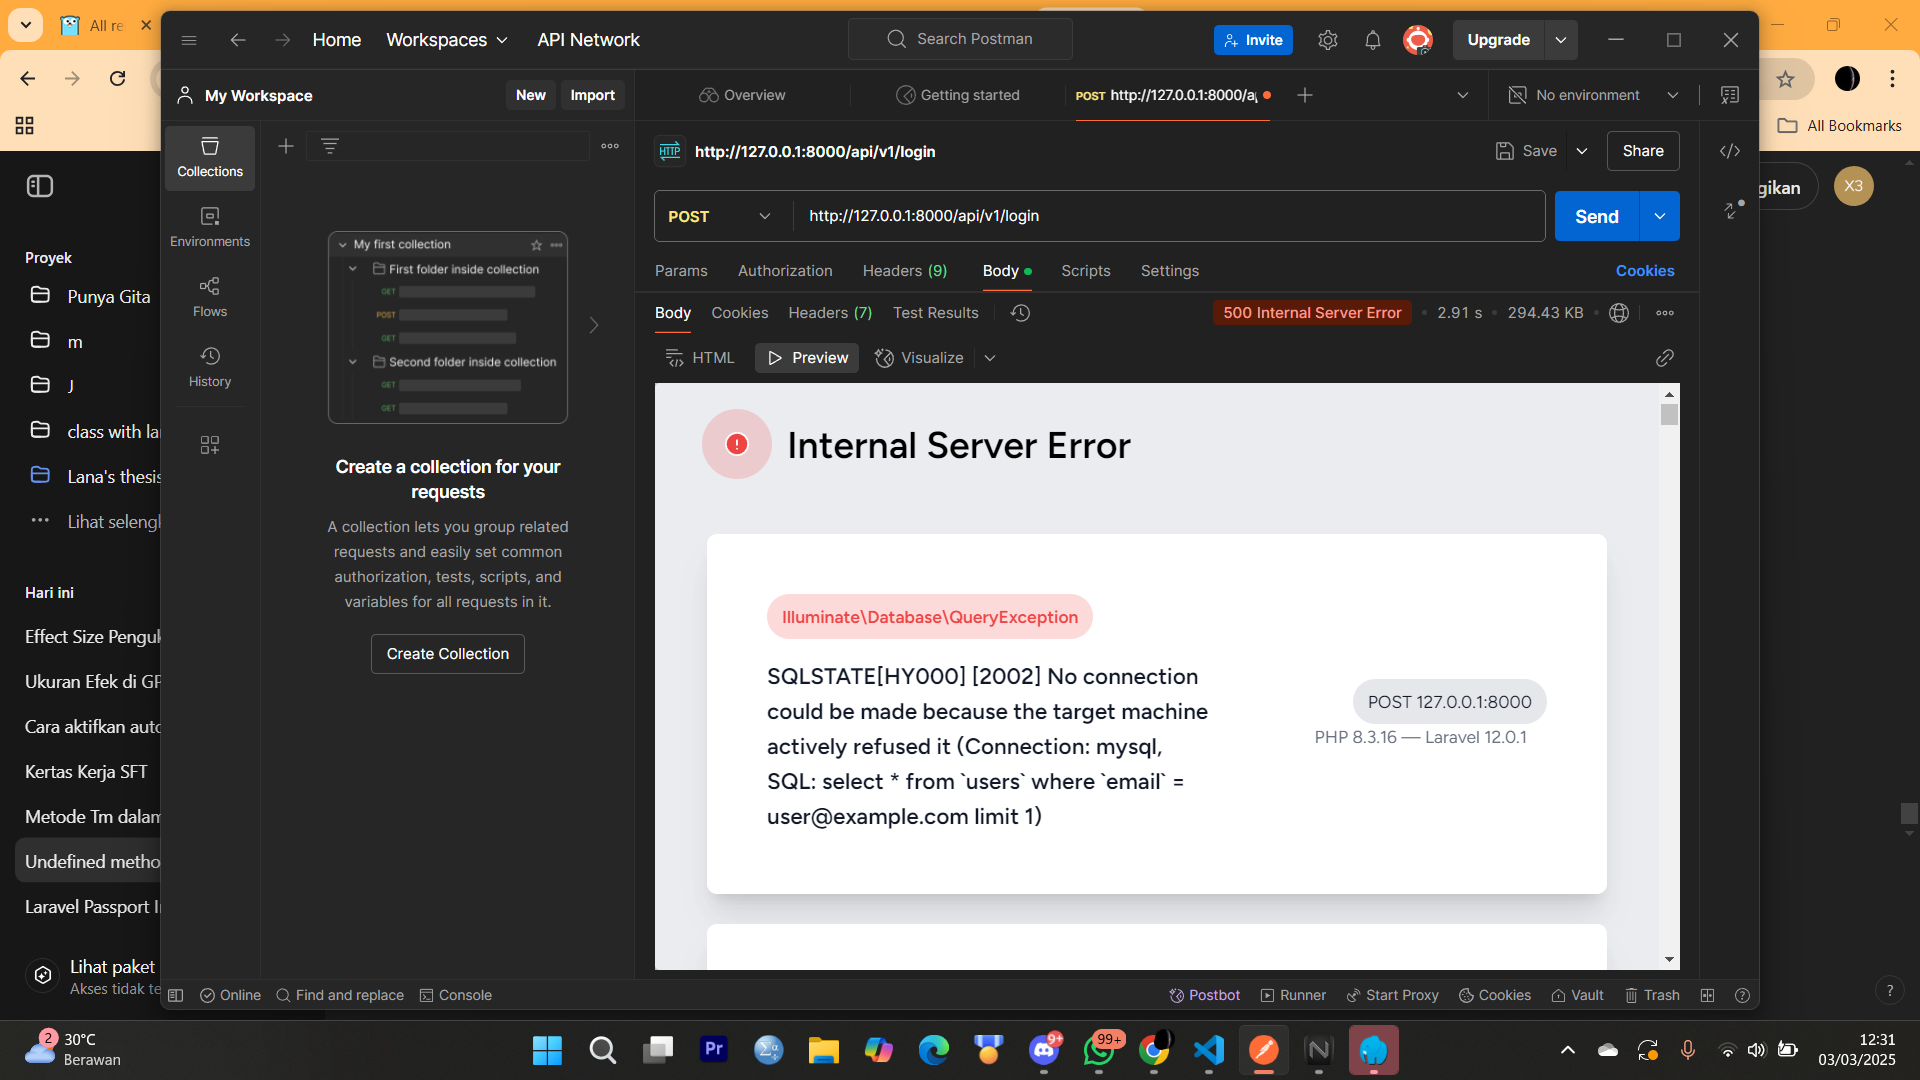 All re
Home
Workspaces
API Network
Search Postman
Invite
Upgrade
My Workspace
New
Import
Overview
Getting started
POST http://127.0.0.1:8000/a
No environment
All Bookmarks
Collections
Environments
Flows
History
HTTP
http://127.0.0.1:8000/api/v1/login
Save
Share
gikan
X3
POST
http://127.0.0.1:8000/api/v1/login
Send
Params
Authorization
Headers (9)
Body
Scripts
Settings
Cookies
Body
Cookies
Headers (7)
Test Results
500 Internal Server Error
2.91 s
294.43 KB
HTML
Preview
Visualize
My first collection
First folder inside collection
GET
POST
GET
Second folder inside collection
GET
GET
Create a collection for your
requests
A collection lets you group related
requests and easily set common
authorization, tests, scripts, and
variables for all requests in it.
Create Collection
Internal Server Error
Illuminate\Database\QueryException
SQLSTATE[HY000] [2002] No connection
could be made because the target machine
actively refused it (Connection: mysql,
SQL: select * from `users` where `email` =
user@example.com limit 1)
POST 127.0.0.1:8000
PHP 8.3.16 — Laravel 12.0.1
Proyek
Punya Gita
m
J
class with la
Lana's thesis
Lihat selengk
Hari ini
Effect Size Penguk
Ukuran Efek di GP
Cara aktifkan auto
Kertas Kerja SFT
Metode Tm dalam
Undefined metho
Laravel Passport I
Lihat paket
Akses tidak te
Online
Find and replace
Console
Postbot
Runner
Start Proxy
Cookies
Vault
Trash
?
2
30°C
Berawan
Pr
Σα
9+
99+
N
12:31
03/03/2025